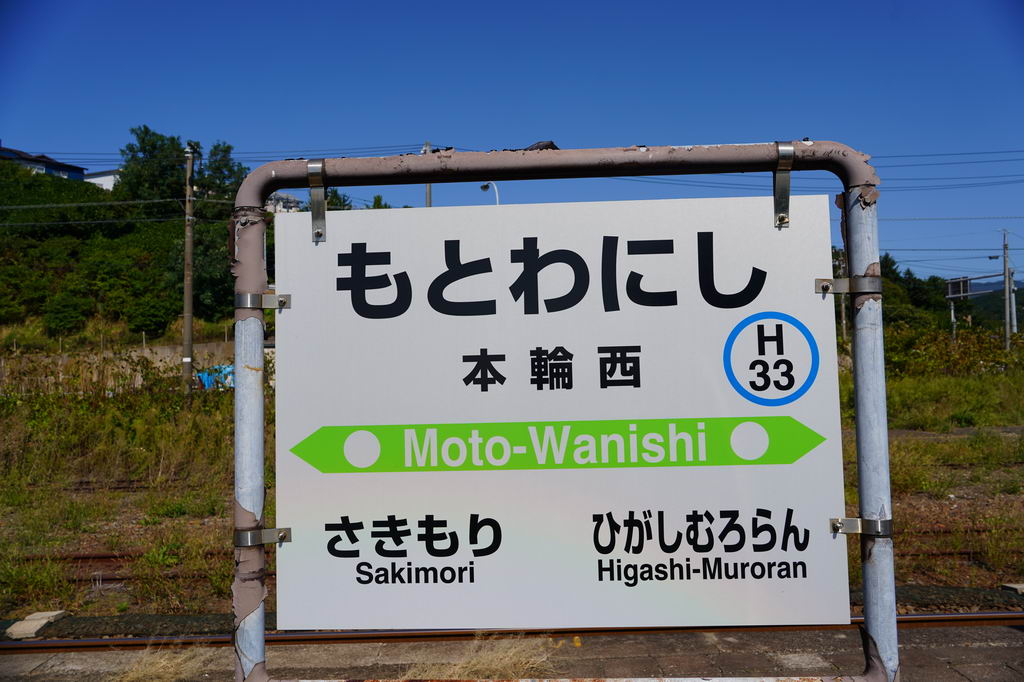 もとわにし
本輪西
H
33
Moto-Wanishi
さきもり
Sakimori
ひがしむろらん
Higashi-Muroran